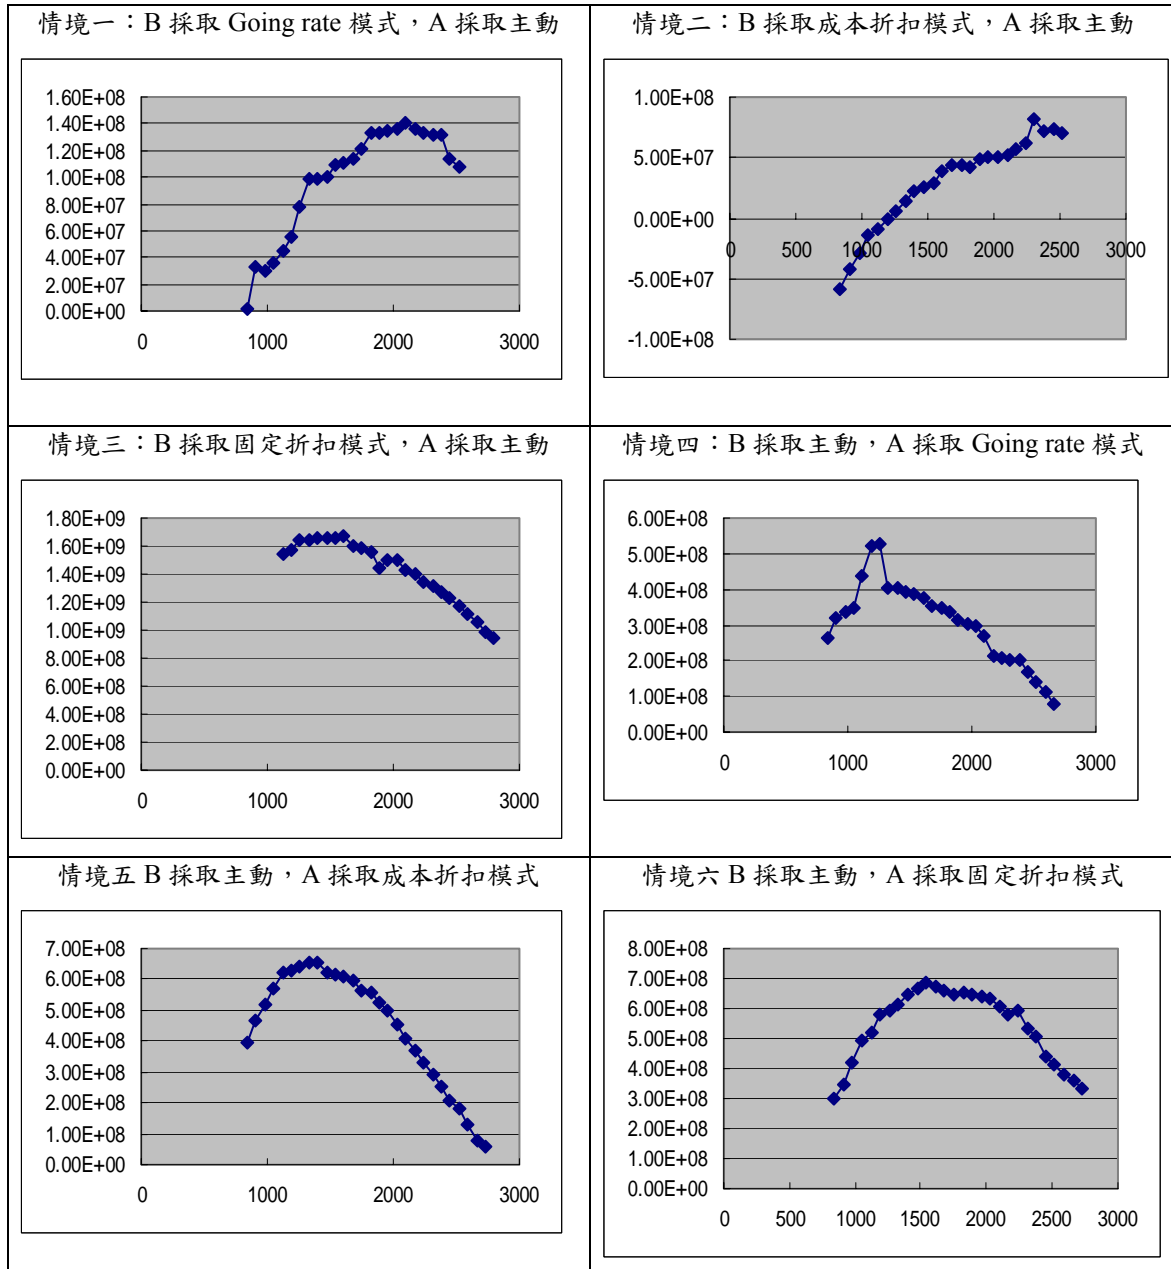 情境一：B 採取 Going rate 模式，A 採取主動
1.60E+08
1.40E+08
1.20E+08
1.00E+08
8.00E+07
6.00E+07
4.00E+07
2.00E+07
0.00E+00
0 1000 2000 3000
情境二：B 採取成本折扣模式，A 採取主動
1.00E+08
5.00E+07
0.00E+00
0 500 1000 1500 2000 2500 3000
-5.00E+07
-1.00E+08
情境三：B 採取固定折扣模式，A 採取主動
1.80E+09
1.60E+09
1.40E+09
1.20E+09
1.00E+09
8.00E+08
6.00E+08
4.00E+08
2.00E+08
0.00E+00
0 1000 2000 3000
情境四：B 採取主動，A 採取 Going rate 模式
6.00E+08
5.00E+08
4.00E+08
3.00E+08
2.00E+08
1.00E+08
0.00E+00
0 1000 2000 3000
情境五 B 採取主動，A 採取成本折扣模式
7.00E+08
6.00E+08
5.00E+08
4.00E+08
3.00E+08
2.00E+08
1.00E+08
0.00E+00
0 1000 2000 3000
情境六 B 採取主動，A 採取固定折扣模式
8.00E+08
7.00E+08
6.00E+08
5.00E+08
4.00E+08
3.00E+08
2.00E+08
1.00E+08
0.00E+00
0 500 1000 1500 2000 2500 3000